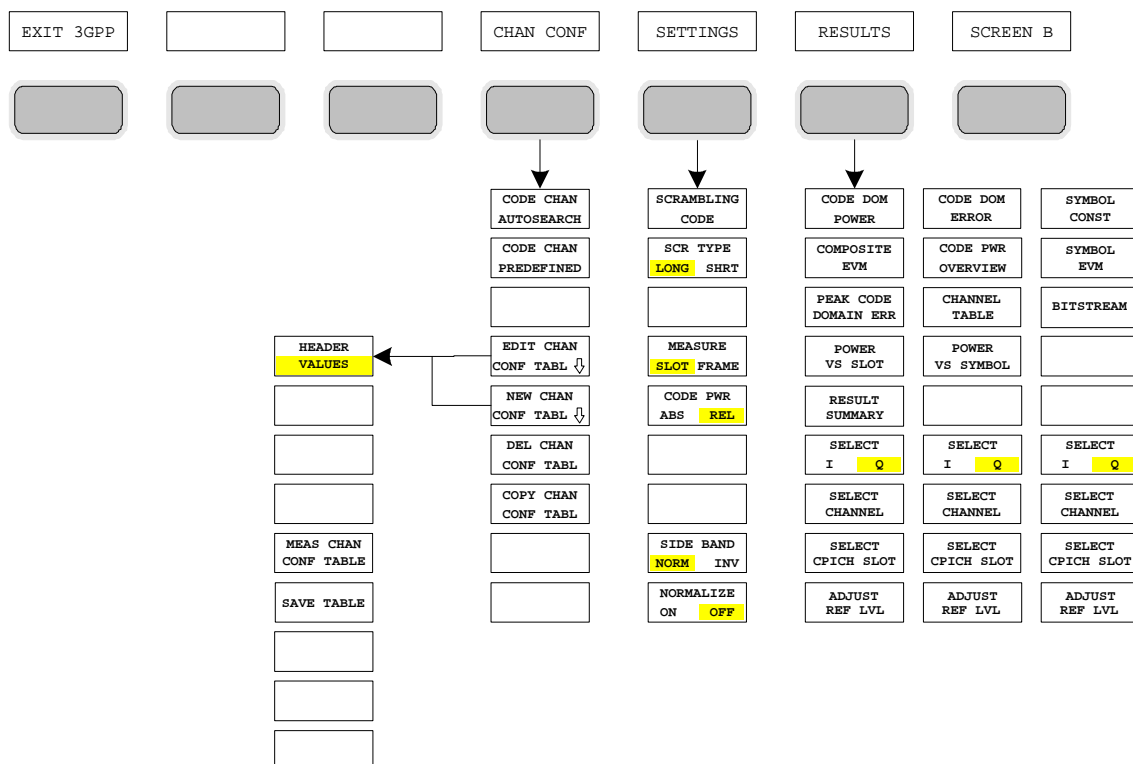 EXIT 3GPP
CHAN CONF
SETTINGS
RESULTS
SCREEN B
HEADER
VALUES
MEAS CHAN
CONF TABLE
SAVE TABLE
CODE CHAN
AUTOSEARCH
CODE CHAN
PREDEFINED
EDIT CHAN
CONF TABL ⇩
NEW CHAN
CONF TABL ⇩
DEL CHAN
CONF TABL
COPY CHAN
CONF TABL
SCRAMBLING
CODE
SCR TYPE
LONG SHRT
MEASURE
SLOT FRAME
CODE PWR
ABS REL
SIDE BAND
NORM INV
NORMALIZE
ON OFF
CODE DOM
POWER
COMPOSITE
EVM
PEAK CODE
DOMAIN ERR
POWER
VS SLOT
RESULT
SUMMARY
SELECT
I Q
SELECT
CHANNEL
SELECT
CPICH SLOT
ADJUST
REF LVL
CODE DOM
ERROR
CODE PWR
OVERVIEW
CHANNEL
TABLE
POWER
VS SYMBOL
SELECT
I Q
SELECT
CHANNEL
SELECT
CPICH SLOT
ADJUST
REF LVL
SYMBOL
CONST
SYMBOL
EVM
BITSTREAM
SELECT
I Q
SELECT
CHANNEL
SELECT
CPICH SLOT
ADJUST
REF LVL